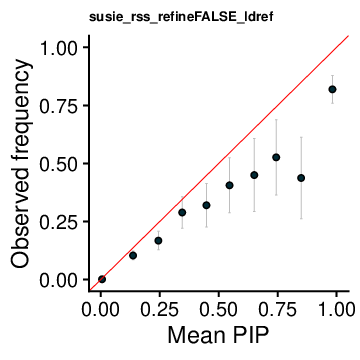 susie_rss_refineFALSE_ldref
Observed frequency
1.00
0.75
0.50
0.25
0.00
0.00 0.25 0.50 0.75 1.00
Mean PIP